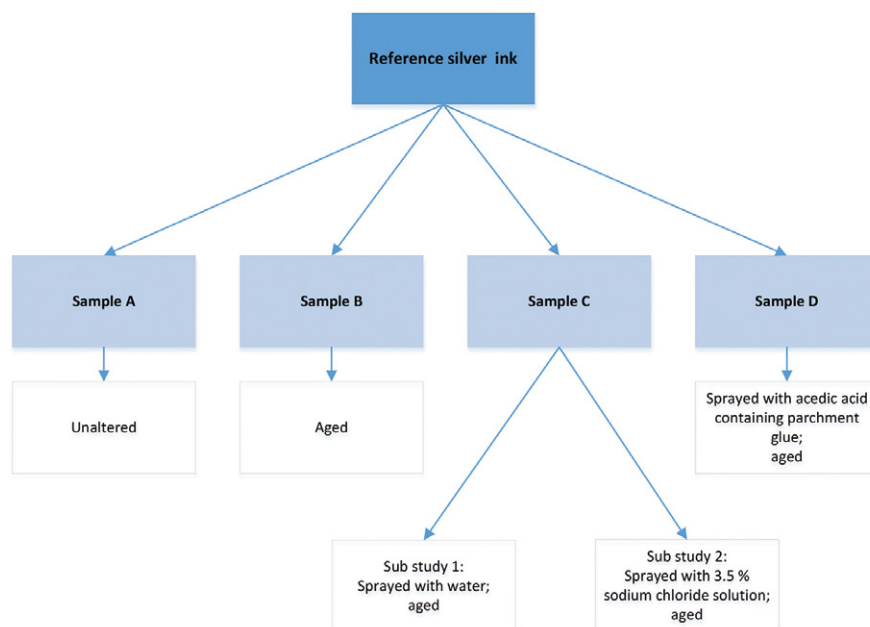 Reference silver ink
Sample A
Sample B
Sample C
Sample D
Unaltered
Aged
Sprayed with acedic acid
containing parchment
glue;
aged
Sub study 1:
Sprayed with water;
aged
Sub study 2:
Sprayed with 3.5 %
sodium chloride solution;
aged